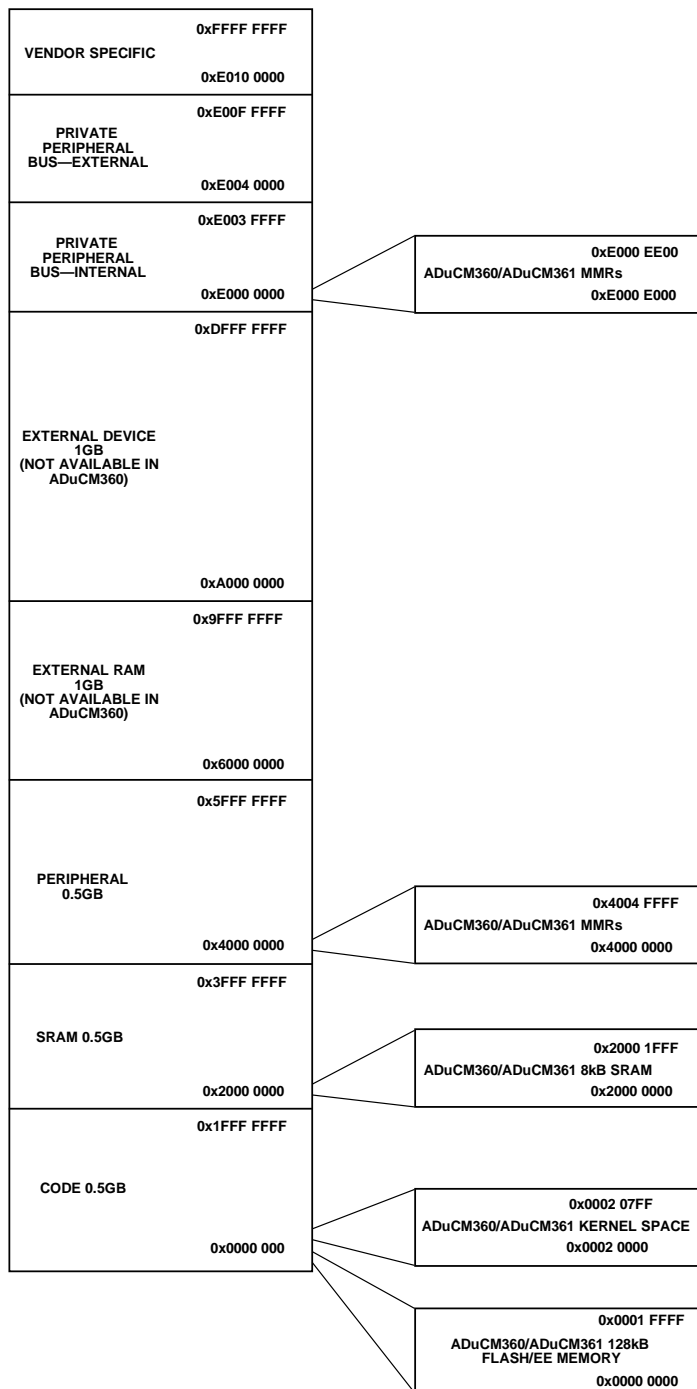 0xFFFF FFFF
VENDOR SPECIFIC
0xE010 0000
0xE00F FFFF
PRIVATE
PERIPHERAL
BUS—EXTERNAL
0xE004 0000
0xE003 FFFF
PRIVATE
PERIPHERAL
BUS—INTERNAL
0xE000 0000
0xE000 EE00
ADuCM360/ADuCM361 MMRs
0xE000 E000
0xDFFF FFFF
EXTERNAL DEVICE
1GB
(NOT AVAILABLE IN
ADuCM360)
0xA000 0000
0x9FFF FFFF
EXTERNAL RAM
1GB
(NOT AVAILABLE IN
ADuCM360)
0x6000 0000
0x5FFF FFFF
PERIPHERAL
0.5GB
0x4000 0000
0x4004 FFFF
ADuCM360/ADuCM361 MMRs
0x4000 0000
0x3FFF FFFF
SRAM 0.5GB
0x2000 0000
0x2000 1FFF
ADuCM360/ADuCM361 8kB SRAM
0x2000 0000
0x1FFF FFFF
CODE 0.5GB
0x0000 000
0x0002 07FF
ADuCM360/ADuCM361 KERNEL SPACE
0x0002 0000
0x0001 FFFF
ADuCM360/ADuCM361 128kB
FLASH/EE MEMORY
0x0000 0000